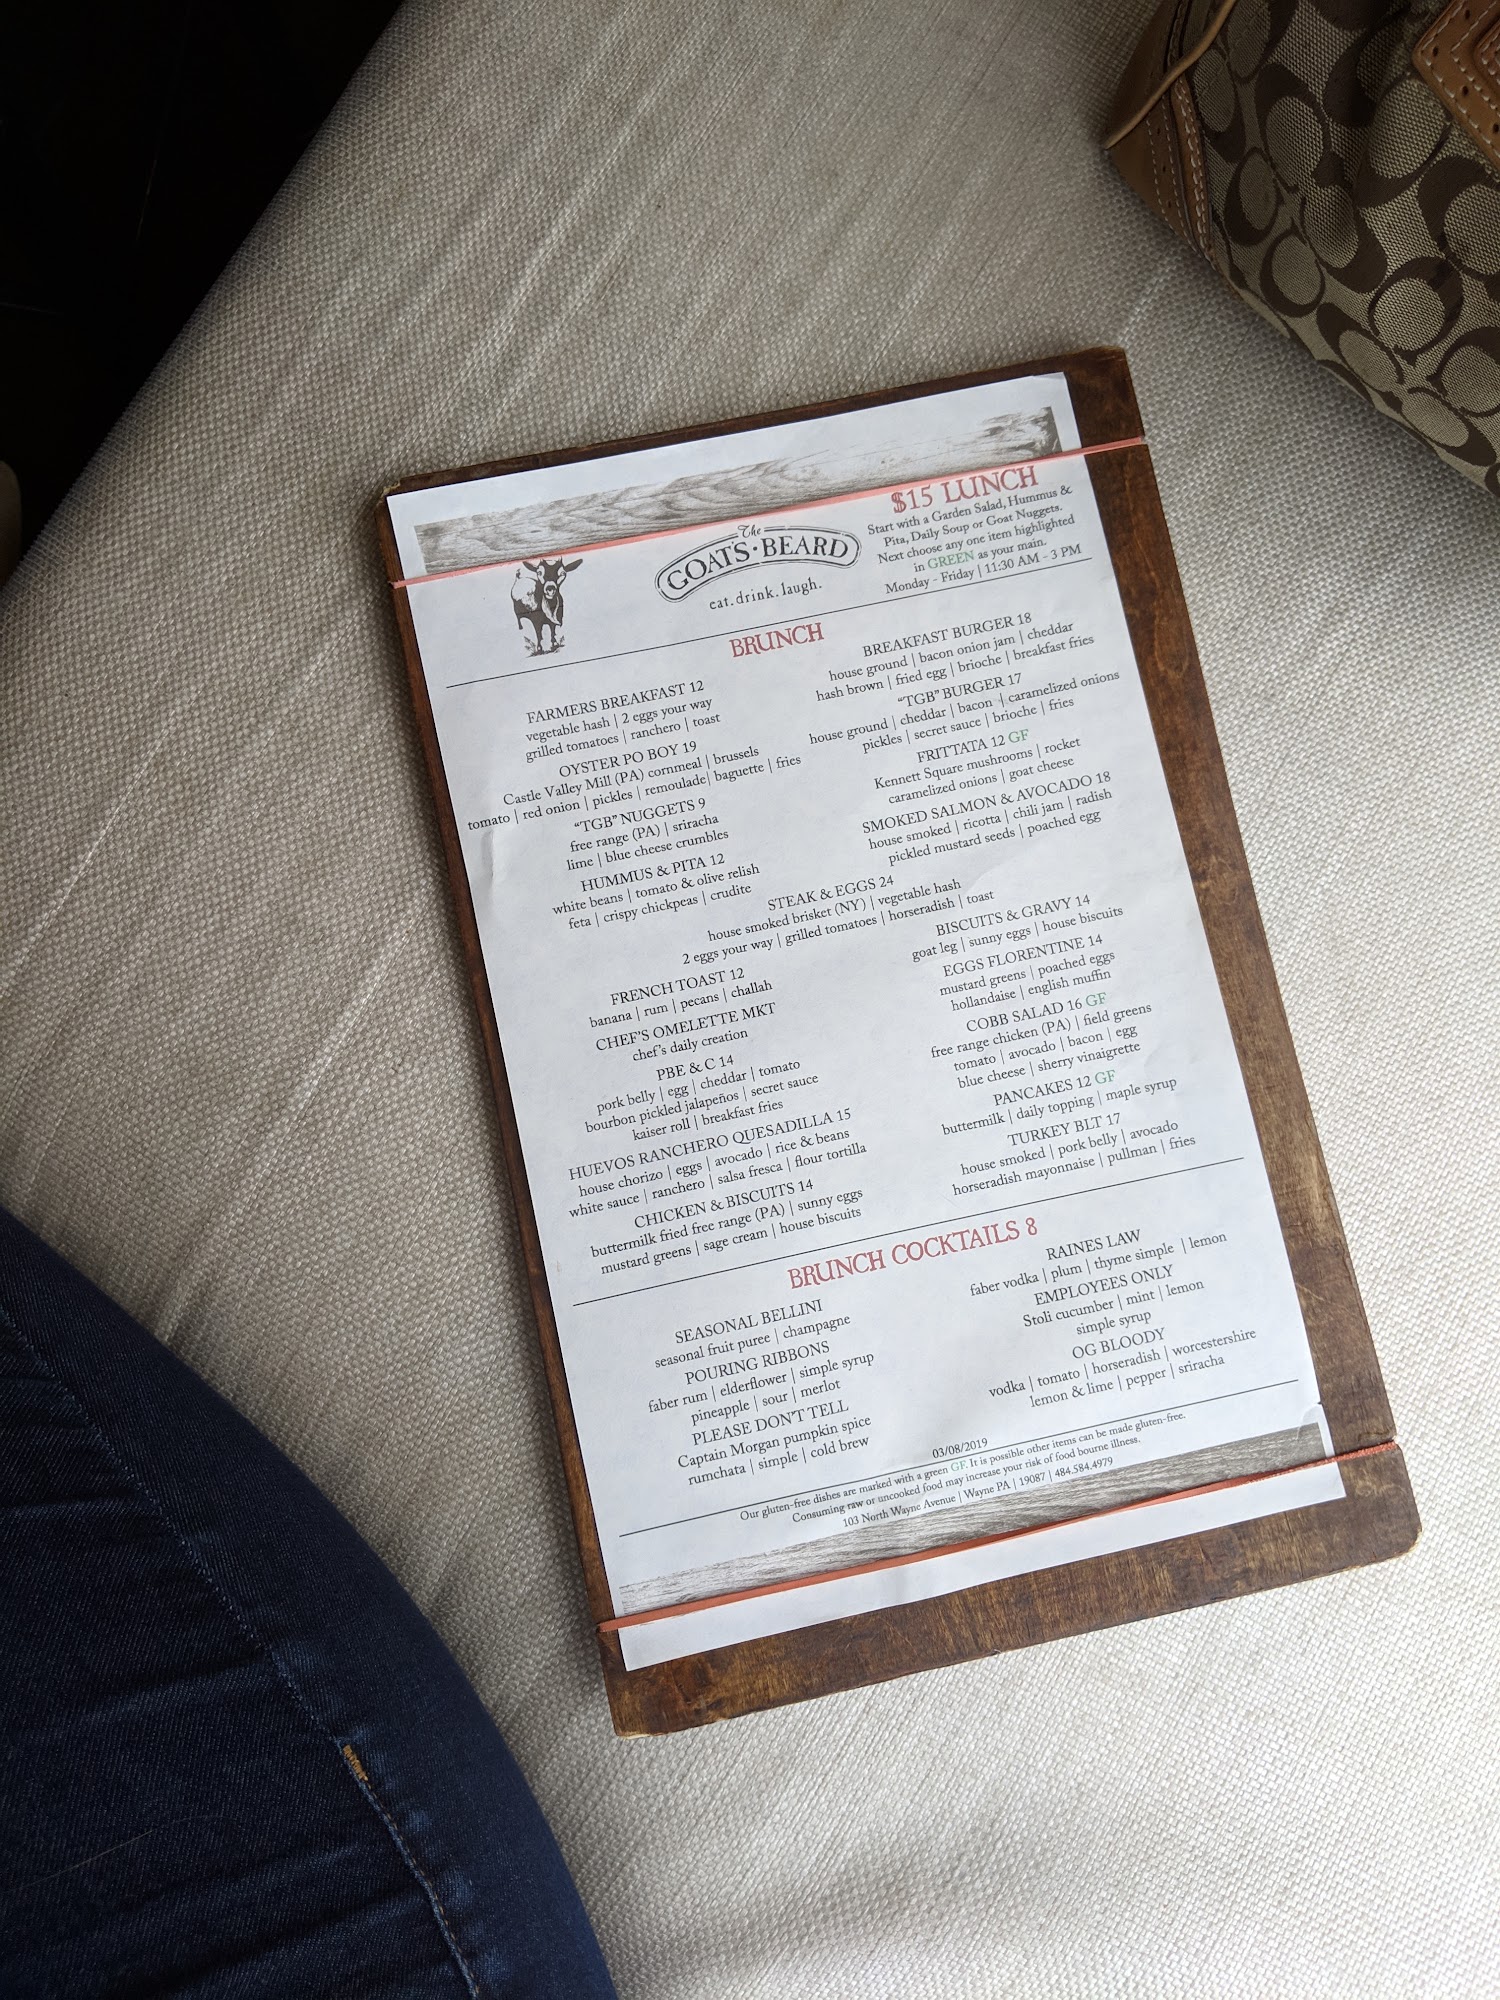 The
GOAT'S · BEARD
eat.drink.laugh.
$15 LUNCH
Start with a Garden Salad, Hummus &
Pita, Daily Soup or Goat Nuggets.
Next choose any one item highlighted
in GREEN as your main.
Monday - Friday | 11:30 AM - 3 PM
BRUNCH
FARMERS BREAKFAST 12
vegetable hash | 2 eggs your way
grilled tomatoes | ranchero | toast
OYSTER PO BOY 19
Castle Valley Mill (PA) cornmeal | brussels
tomato | red onion | pickles | remoulade| baguette | fries
“TGB” NUGGETS 9
free range (PA) | sriracha
lime | blue cheese crumbles
HUMMUS & PITA 12
white beans | tomato & olive relish
feta | crispy chickpeas | crudite
BREAKFAST BURGER 18
house ground | bacon onion jam | cheddar
hash brown | fried egg | brioche | breakfast fries
“TGB” BURGER 17
house ground | cheddar | bacon | caramelized onions
pickles | secret sauce | brioche | fries
FRITTATA 12 GF
Kennett Square mushrooms | rocket
caramelized onions | goat cheese
SMOKED SALMON & AVOCADO 18
house smoked | ricotta | chili jam | radish
pickled mustard seeds | poached egg
STEAK & EGGS 24
house smoked brisket (NY) | vegetable hash
2 eggs your way | grilled tomatoes | horseradish | toast
FRENCH TOAST 12
banana | rum | pecans | challah
CHEF'S OMELETTE MKT
chef's daily creation
PBE & C 14
pork belly | egg | cheddar | tomato
bourbon pickled jalapeños | secret sauce
kaiser roll | breakfast fries
HUEVOS RANCHERO QUESADILLA 15
house chorizo | eggs | avocado | rice & beans
white sauce | ranchero | salsa fresca | flour tortilla
CHICKEN & BISCUITS 14
buttermilk fried free range (PA) | sunny eggs
mustard greens | sage cream | house biscuits
BISCUITS & GRAVY 14
goat leg | sunny eggs | house biscuits
EGGS FLORENTINE 14
mustard greens | poached eggs
hollandaise | english muffin
COBB SALAD 16 GF
free range chicken (PA) | field greens
tomato | avocado | bacon | egg
blue cheese | sherry vinaigrette
PANCAKES 12 GF
buttermilk | daily topping | maple syrup
TURKEY BLT 17
house smoked | pork belly | avocado
horseradish mayonnaise | pullman | fries
BRUNCH COCKTAILS 8
SEASONAL BELLINI
seasonal fruit puree | champagne
POURING RIBBONS
faber rum | elderflower | simple syrup
pineapple | sour | merlot
PLEASE DON'T TELL
Captain Morgan pumpkin spice
rumchata | simple | cold brew
RAINES LAW
faber vodka | plum | thyme simple | lemon
EMPLOYEES ONLY
Stoli cucumber | mint | lemon
simple syrup
OG BLOODY
vodka | tomato | horseradish | worcestershire
lemon & lime | pepper | sriracha
03/08/2019
Our gluten-free dishes are marked with a green GF. It is possible other items can be made gluten-free.
Consuming raw or uncooked food may increase your risk of food bourne illness.
103 North Wayne Avenue | Wayne PA | 19087 | 484.584.4979